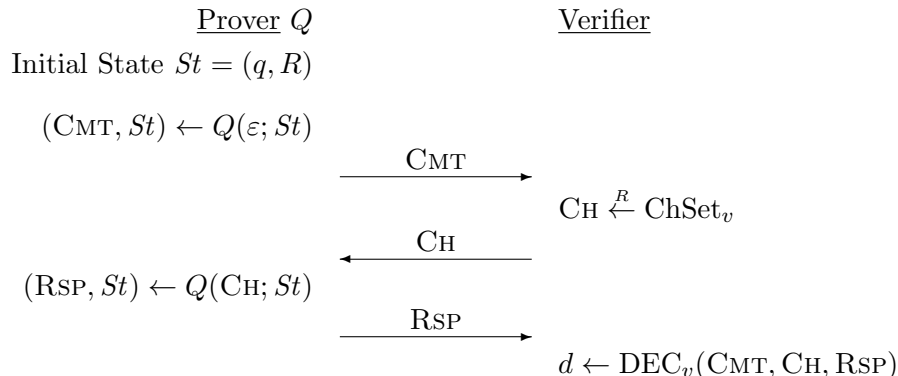 Prover Q Verifier
Initial State St = (q, R)
(CMT, St) ← Q(ε; St)
CMT
CH ←R ChSet_v
CH
(RSP, St) ← Q(CH; St)
RSP
d ← DEC_v(CMT, CH, RSP)